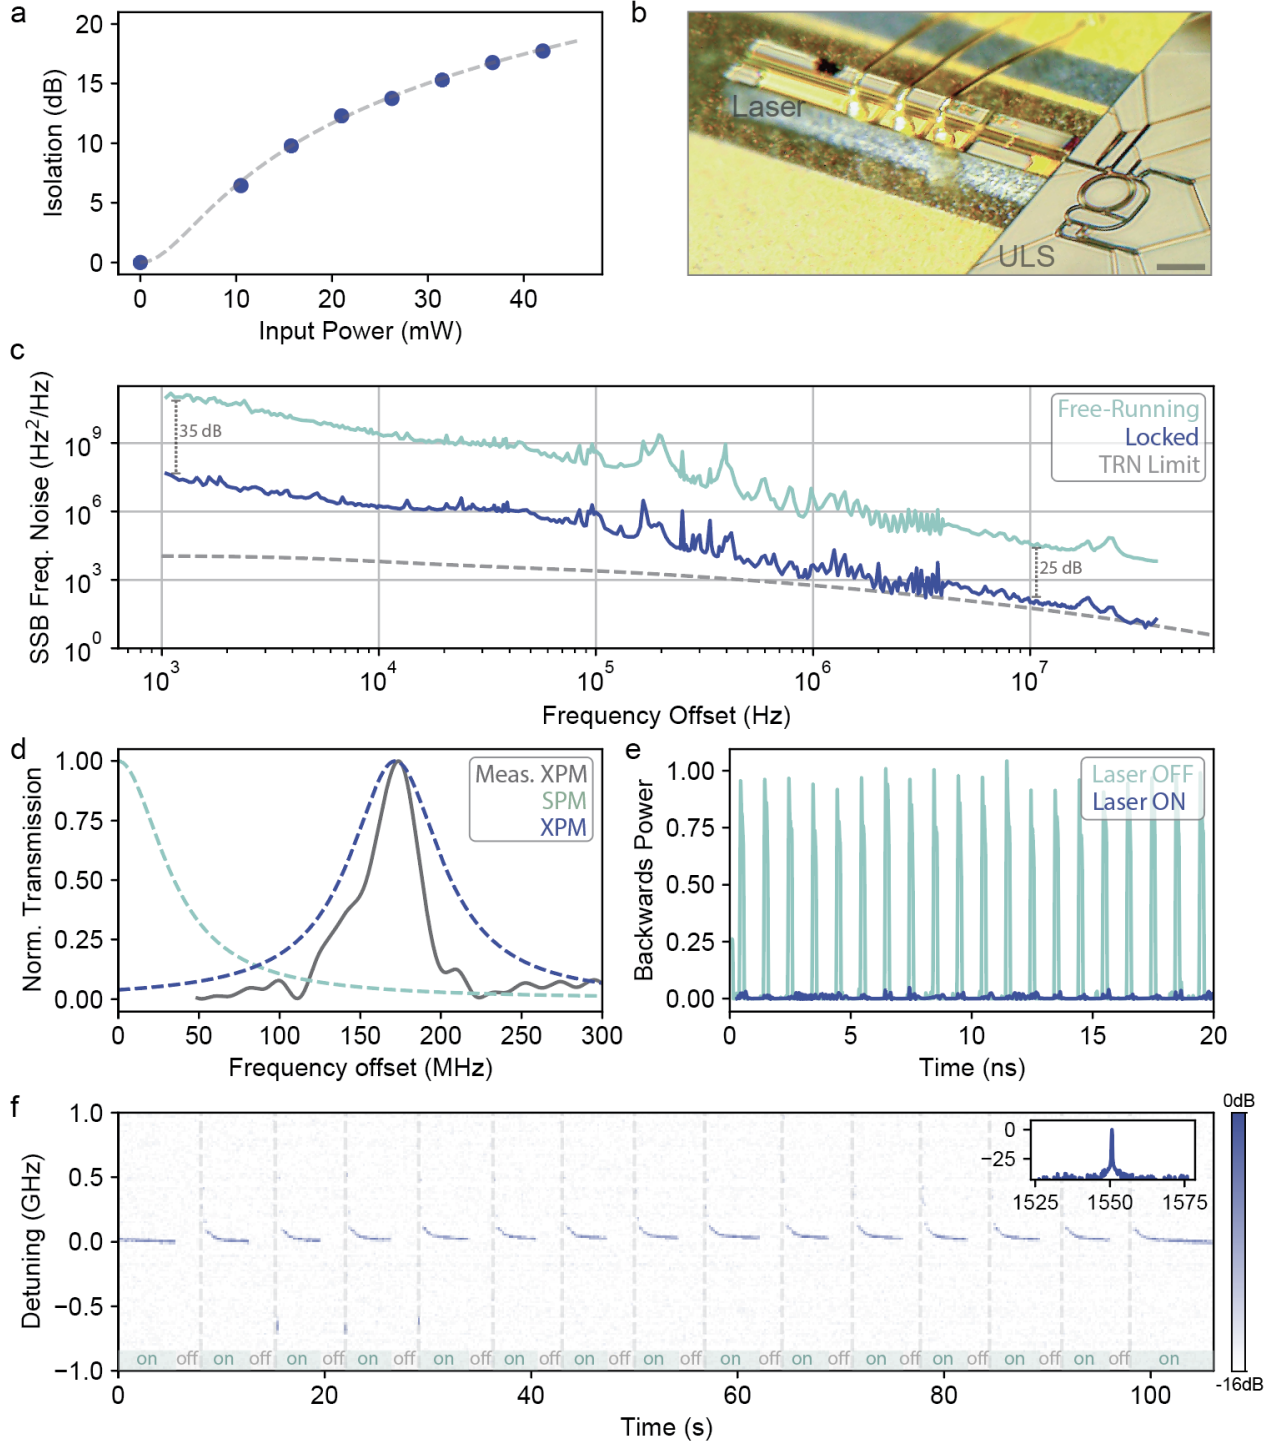 a
20
15
10
5
0
Isolation (dB)
0 10 20 30 40
Input Power (mW)
b
Laser
ULS
c
SSB Freq. Noise (Hz²/Hz)
10⁹
10⁶
10³
10⁰
35 dB
25 dB
Free-Running
Locked
TRN Limit
10³ 10⁴ 10⁵ 10⁶ 10⁷
Frequency Offset (Hz)
d
Norm. Transmission
1.00
0.75
0.50
0.25
0.00
Meas. XPM
SPM
XPM
0 50 100 150 200 250 300
Frequency offset (MHz)
e
Backwards Power
1.00
0.75
0.50
0.25
0.00
Laser OFF
Laser ON
0 5 10 15 20
Time (ns)
f
Detuning (GHz)
1.0
0.5
0.0
−0.5
−1.0
0
−25
1525 1550 1575
0dB
-16dB
on off on off on off on off on off on off on off on off on off on off on off on off on off on off on
0 20 40 60 80 100
Time (s)